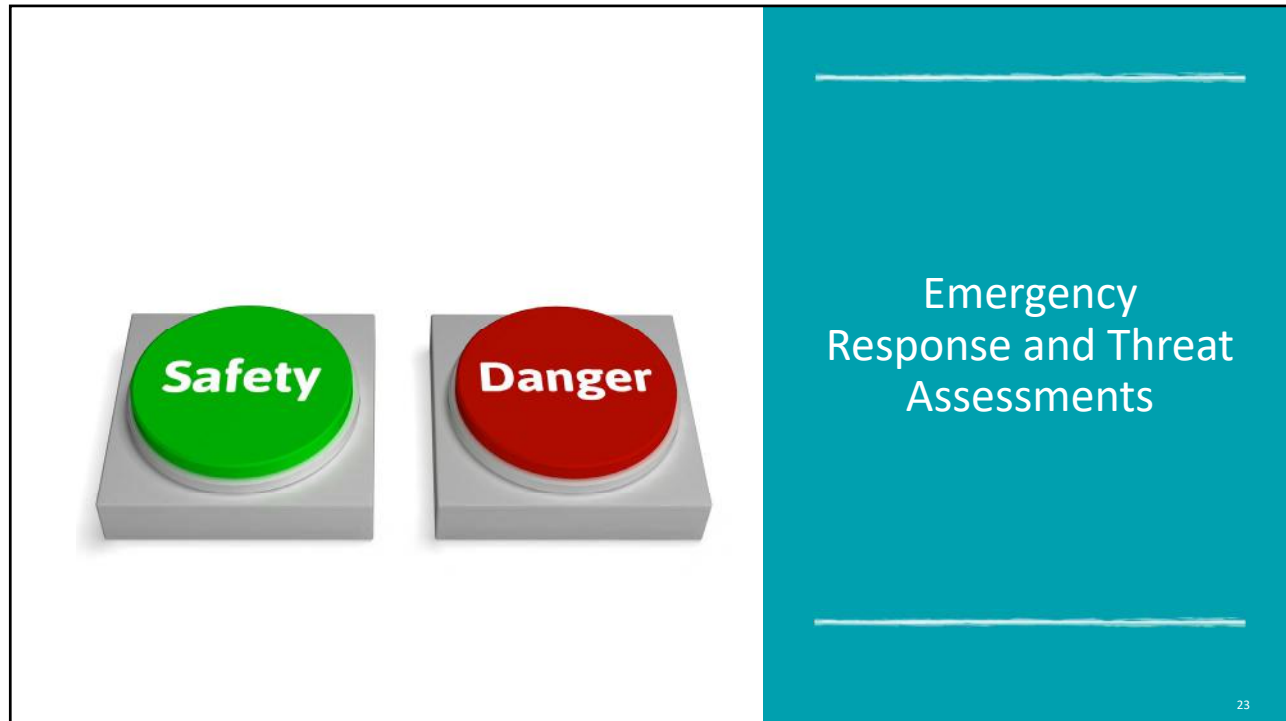 Safety
Danger
Emergency
Response and Threat
Assessments
23